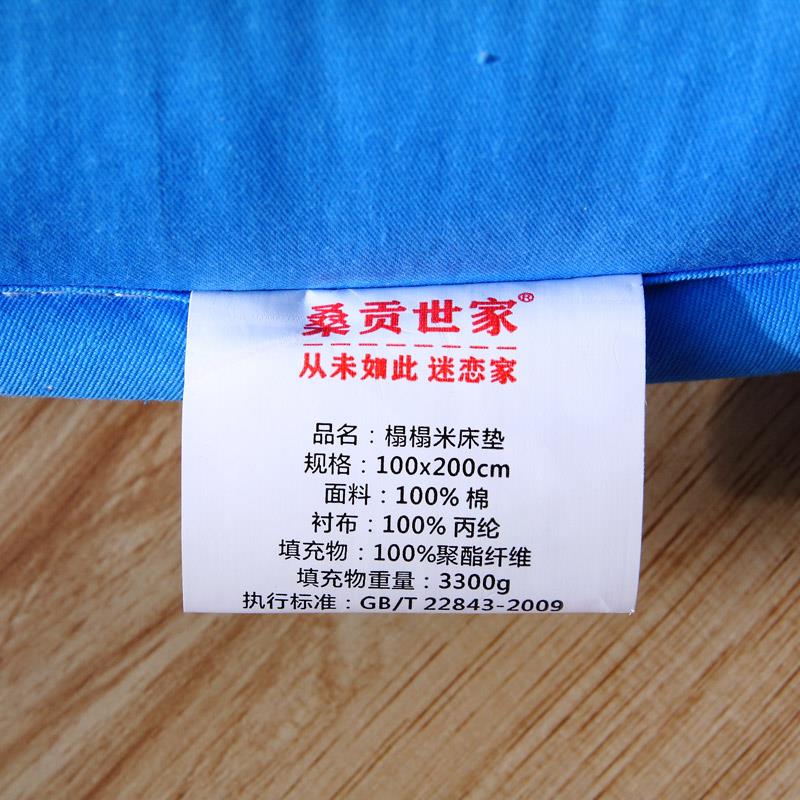 桑贡世家®
从未如此 迷恋家
品名：榻榻米床垫
规格：100x200cm
面料：100% 棉
衬布：100% 丙纶
填充物：100%聚酯纤维
填充物重量：3300g
执行标准：GB/T 22843-2009